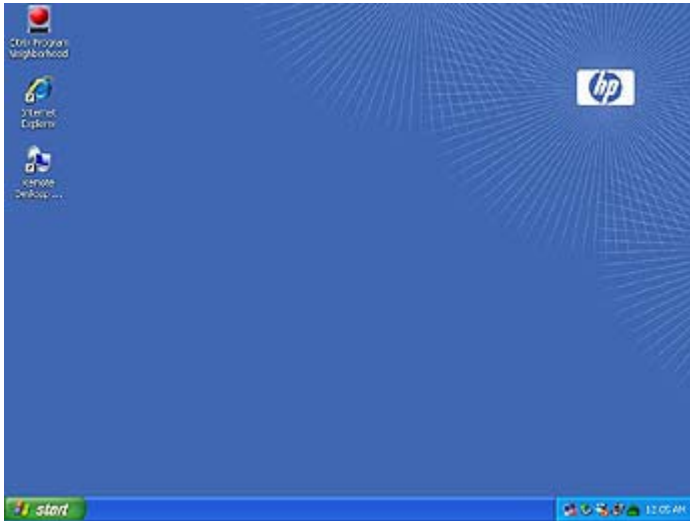 Citrix Program
Neighborhood
hp
Internet
Explorer
Remote
Desktop ...
start
12:05 AM